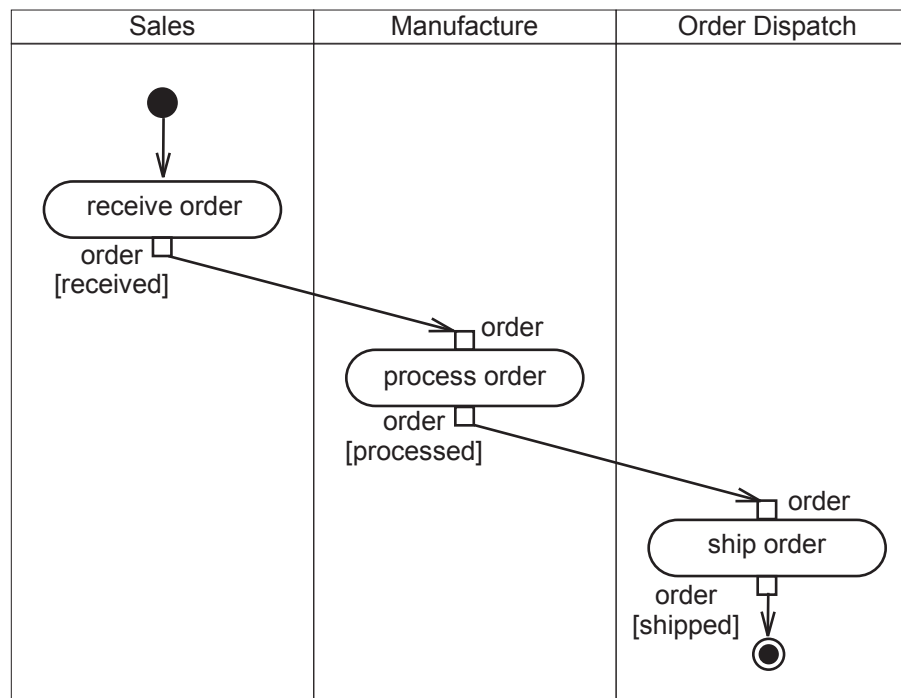 Sales
Manufacture
Order Dispatch
receive order
order
[received]
order
process order
order
[processed]
order
ship order
order
[shipped]